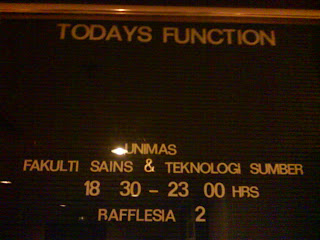 TODAYS FUNCTION
UNIMAS
FAKULTI SAINS & TEKNOLOGI SUMBER
18 30 - 23 00 HRS
RAFFLESIA 2